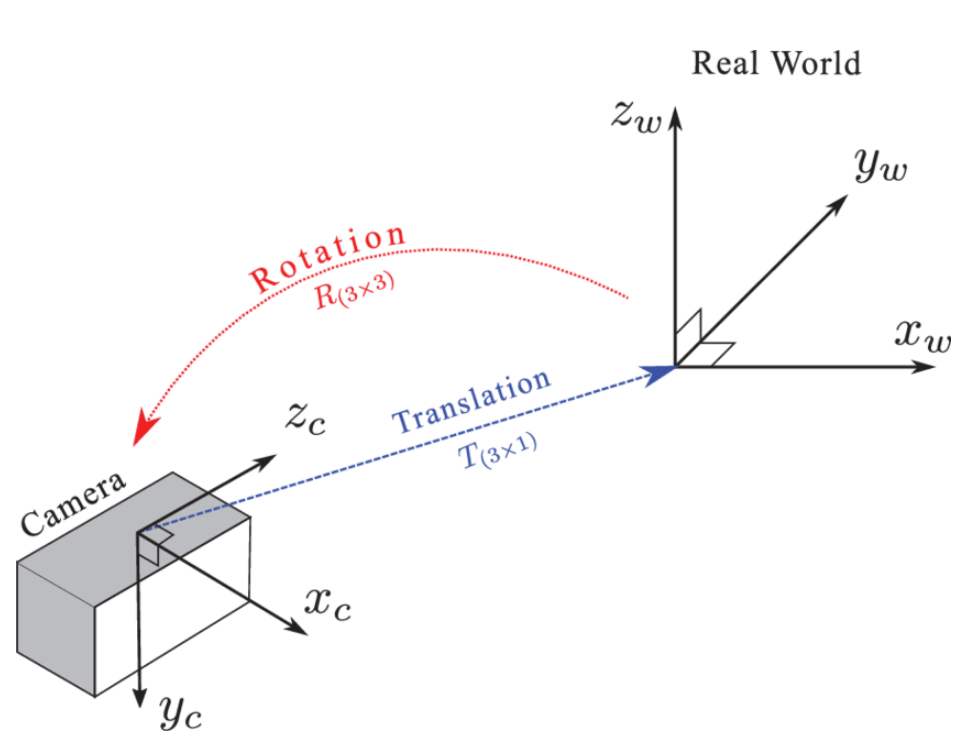 Real World
z_w
y_w
x_w
Rotation
R_(3×3)
Translation
T_(3×1)
z_c
Camera
x_c
y_c